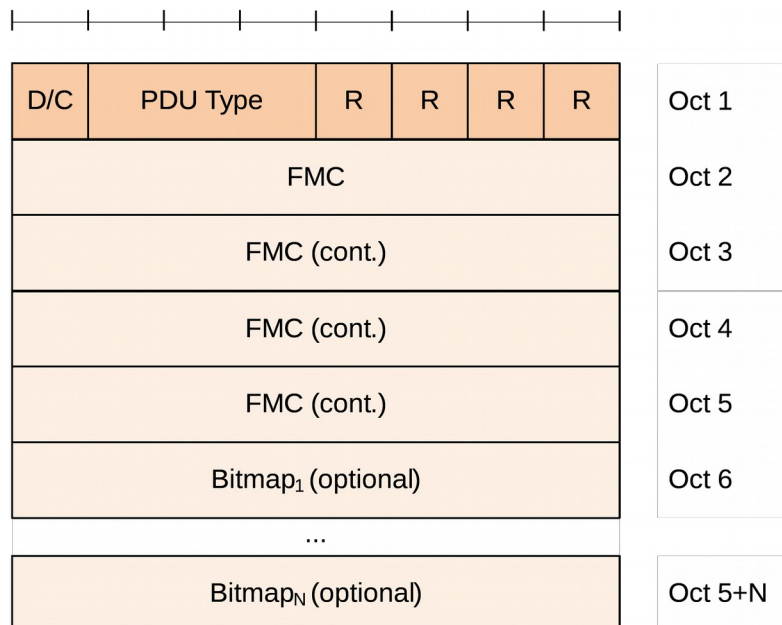 D/C PDU Type R R R R Oct 1
FMC Oct 2
FMC (cont.) Oct 3
FMC (cont.) Oct 4
FMC (cont.) Oct 5
Bitmap₁ (optional) Oct 6
...
Bitmap_N (optional) Oct 5+N